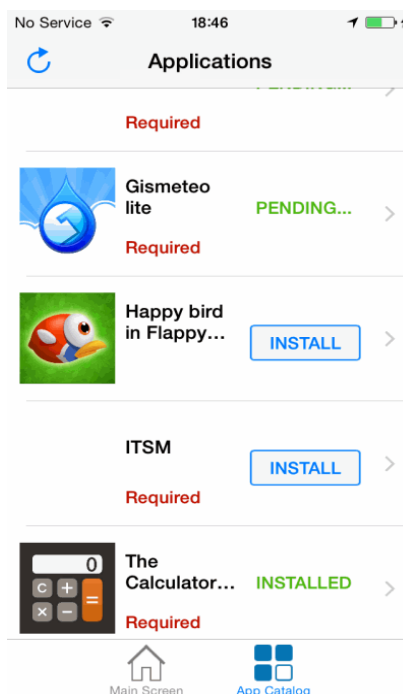 No Service 18:46
Applications
PENDING...
Required
Gismeteo
lite
PENDING...
Required
Happy bird
in Flappy...
INSTALL
ITSM
INSTALL
Required
0
The
Calculator...
INSTALLED
C +
× − =
Required
Main Screen App Catalog